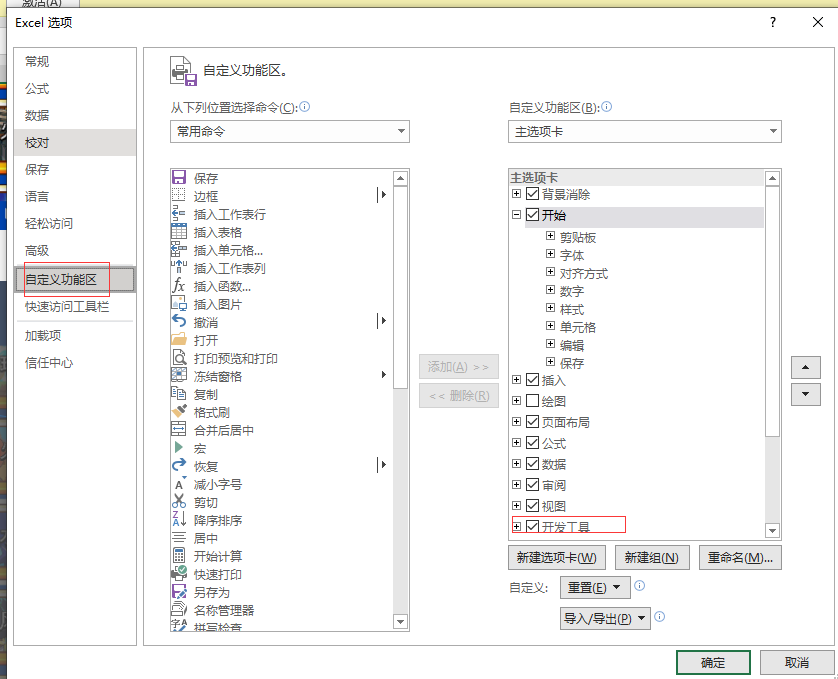 激活(A)
Excel 选项
?
常规
公式
数据
校对
保存
语言
轻松访问
高级
自定义功能区
快速访问工具栏
加载项
信任中心
自定义功能区。
从下列位置选择命令(C):
常用命令
保存
边框
插入工作表行
插入表格
插入单元格...
插入工作表列
插入函数...
插入图片
撤消
打开
打印预览和打印
冻结窗格
复制
格式刷
合并后居中
宏
恢复
减小字号
剪切
降序排序
居中
开始计算
快速打印
另存为
名称管理器
拼写检查
添加(A) >>
<< 删除(R)
自定义功能区(B):
主选项卡
主选项卡
背景消除
开始
剪贴板
字体
对齐方式
数字
样式
单元格
编辑
保存
插入
绘图
页面布局
公式
数据
审阅
视图
开发工具
新建选项卡(W)
新建组(N)
重命名(M)...
自定义:
重置(E)
导入/导出(P)
确定
取消